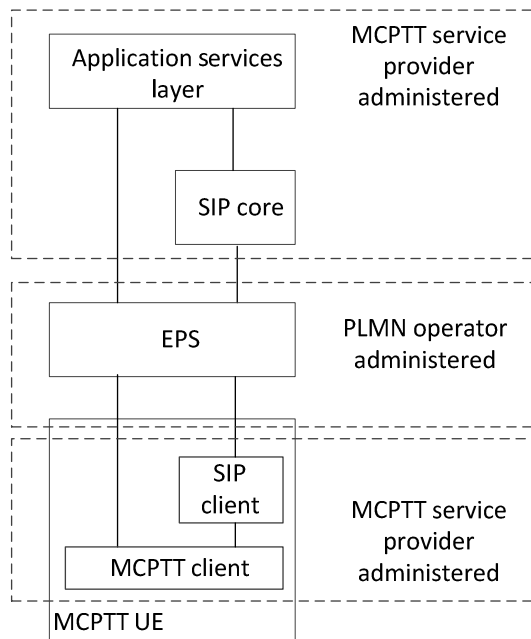 Application services
layer
MCPTT service
provider
administered
SIP core
EPS
PLMN operator
administered
SIP
client
MCPTT client
MCPTT service
provider
administered
MCPTT UE